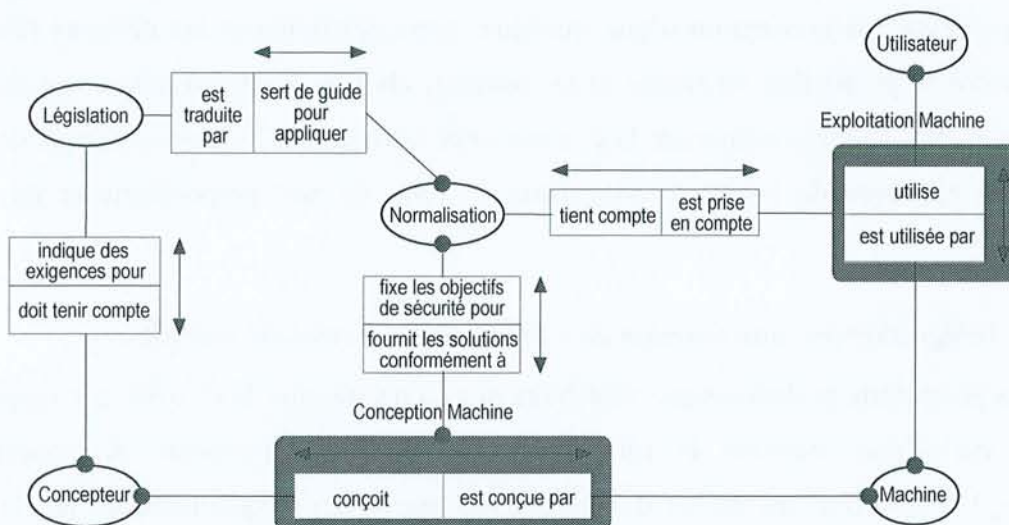 Utilisateur
est
traduite
par
sert de guide
pour
appliquer
Législation
Exploitation Machine
utilise
est utilisée par
Normalisation
tient compte
est prise
en compte
indique des
exigences pour
doit tenir compte
fixe les objectifs
de sécurité pour
fournit les solutions
conformément à
Conception Machine
Concepteur
conçoit
est conçue par
Machine